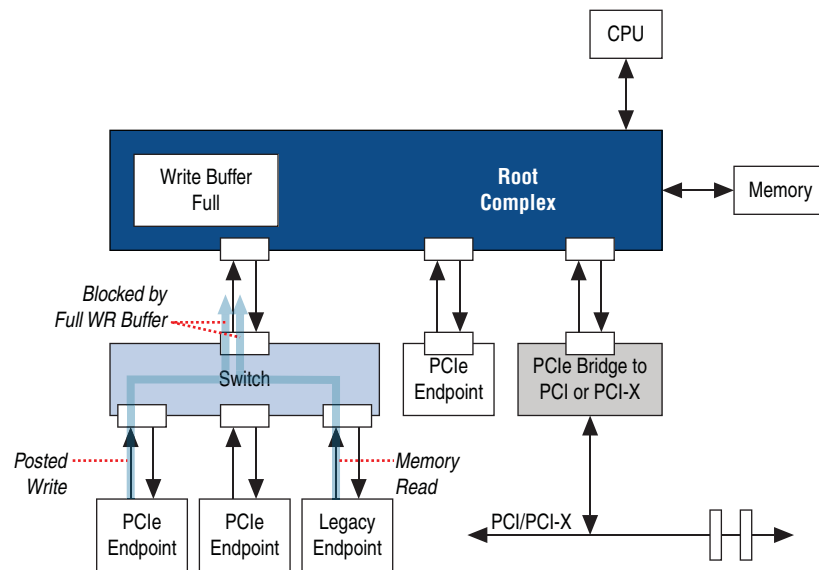 CPU
Write Buffer
Full
Root
Complex
Memory
Blocked by
Full WR Buffer
Switch
PCIe
Endpoint
PCIe Bridge to
PCI or PCI-X
Posted
Write
Memory
Read
PCIe
Endpoint
PCIe
Endpoint
Legacy
Endpoint
PCI/PCI-X